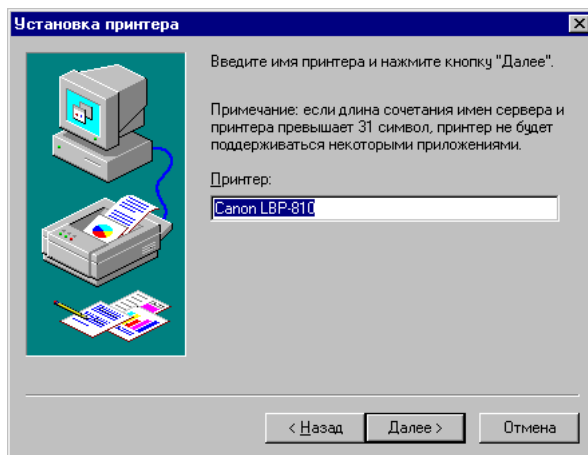 Установка принтера
Введите имя принтера и нажмите кнопку "Далее".
Примечание: если длина сочетания имен сервера и
принтера превышает 31 символ, принтер не будет
поддерживаться некоторыми приложениями.
Принтер:
Canon LBP-810
< Назад
Далее >
Отмена